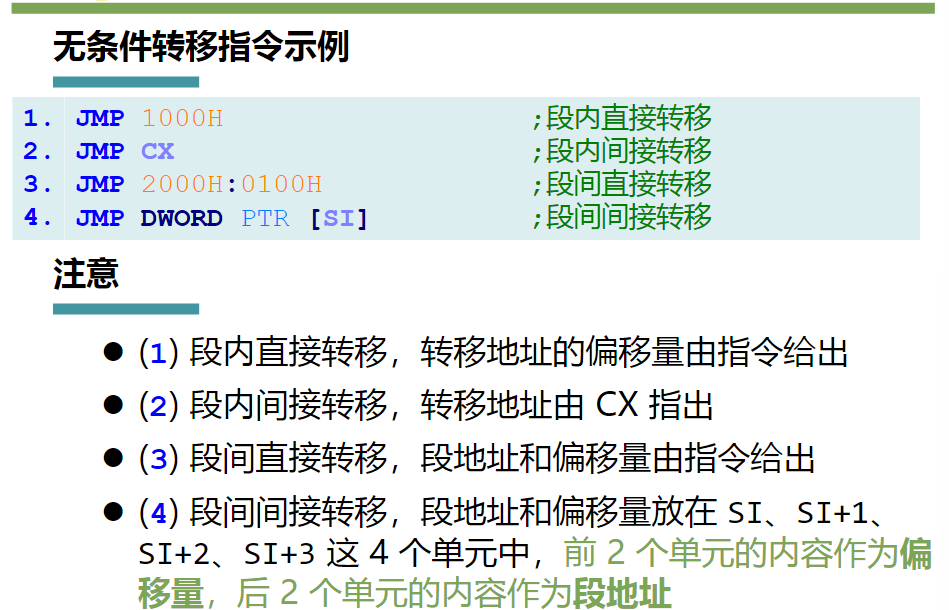 无条件转移指令示例
1. JMP 1000H ;段内直接转移
2. JMP CX ;段内间接转移
3. JMP 2000H:0100H ;段间直接转移
4. JMP DWORD PTR [SI] ;段间间接转移
注意
● (1) 段内直接转移，转移地址的偏移量由指令给出
● (2) 段内间接转移，转移地址由 CX 指出
● (3) 段间直接转移，段地址和偏移量由指令给出
● (4) 段间间接转移，段地址和偏移量放在 SI、SI+1、
SI+2、SI+3 这 4 个单元中，前 2 个单元的内容作为偏
移量，后 2 个单元的内容作为段地址